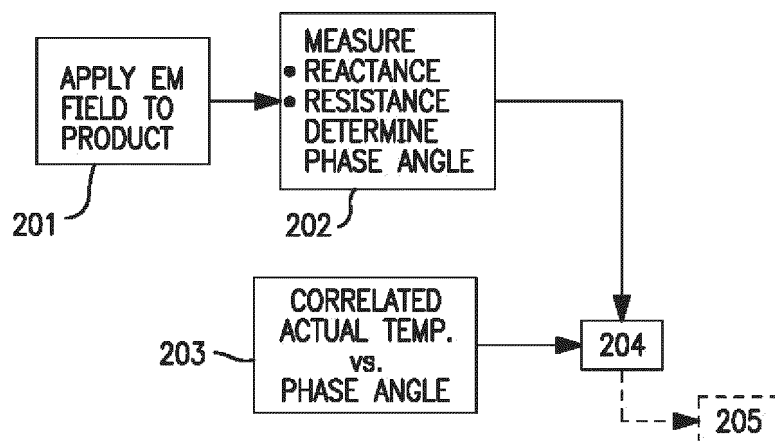 APPLY EM
FIELD TO
PRODUCT
201
MEASURE
• REACTANCE
• RESISTANCE
DETERMINE
PHASE ANGLE
202
CORRELATED
ACTUAL TEMP.
vs.
PHASE ANGLE
203
204
205